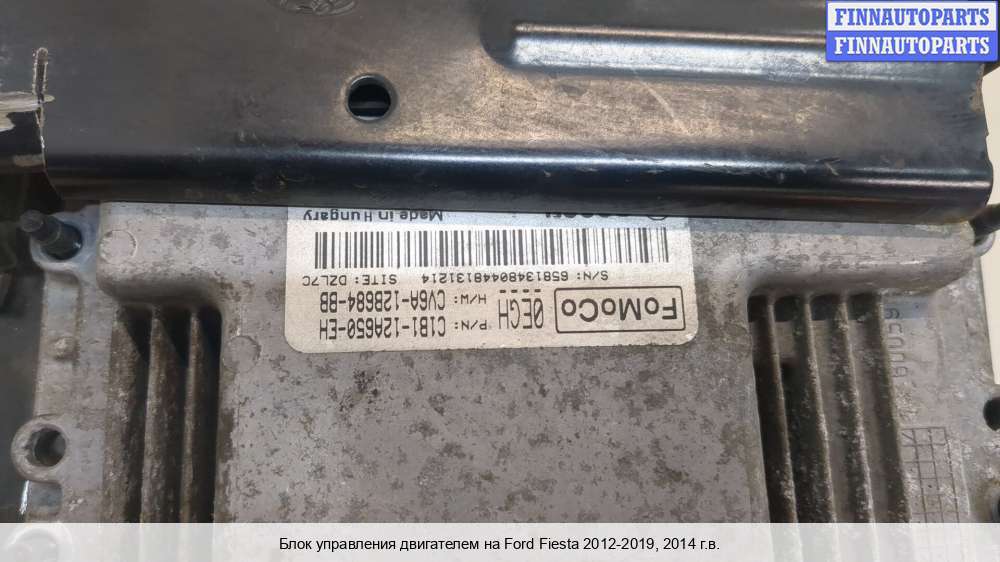 FINNAUTOPARTS
FINNAUTOPARTS
FoMoCo
0EGH
P/N: C1B1-12A650-EH
H/W: CV6A-12B684-BB
S/N: 65813480448131214 SITE: DZL7C
Made in Hungary
Блок управления двигателем на Ford Fiesta 2012-2019, 2014 г.в.